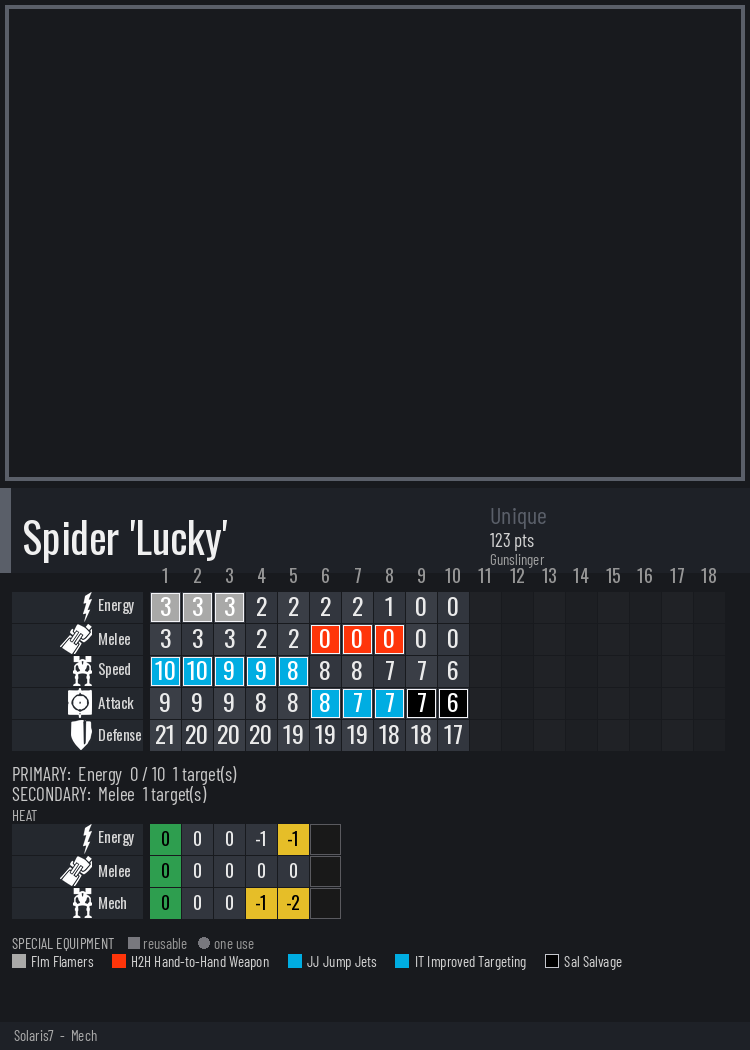 Spider 'Lucky'
Unique
123 pts
Gunslinger
1 2 3 4 5 6 7 8 9 10 11 12 13 14 15 16 17 18
Energy 3 3 3 2 2 2 2 1 0 0
Melee 3 3 3 2 2 0 0 0 0 0
Speed 10 10 9 9 8 8 8 7 7 6
Attack 9 9 9 8 8 8 7 7 7 6
Defense 21 20 20 20 19 19 19 18 18 17
PRIMARY: Energy 0 / 10 1 target(s)
SECONDARY: Melee 1 target(s)
HEAT
Energy 0 0 0 -1 -1
Melee 0 0 0 0 0
Mech 0 0 0 -1 -2
SPECIAL EQUIPMENT reusable one use
Flm Flamers H2H Hand-to-Hand Weapon JJ Jump Jets IT Improved Targeting Sal Salvage
Solaris7 - Mech